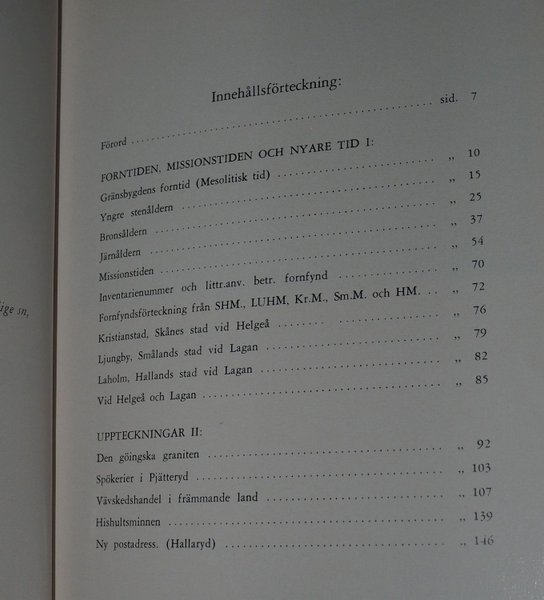 Innehållsförteckning:
Förord ........ sid. 7
FORNTIDEN, MISSIONSTIDEN OCH NYARE TID I:
Gränsbygdens forntid (Mesolitisk tid) ........ „ 10
Yngre stenåldern ........ „ 15
Bronsåldern ........ „ 25
Järnåldern ........ „ 37
Missionstiden ........ „ 54
Inventarienummer och littr.anv. betr. fornfynd ........ „ 70
Fornfyndsförteckning från SHM., LUHM, Kr.M., Sm.M. och HM. .. „ 72
Kristianstad, Skånes stad vid Helgeå ........ „ 76
Ljungby, Smålands stad vid Lagan ........ „ 79
Laholm, Hallands stad vid Lagan ........ „ 82
Vid Helgeå och Lagan ........ „ 85
UPPTECKNINGAR II:
Den göingska graniten ........ „ 92
Spökerier i Pjätteryd ........ „ 103
Vävskedshandel i främmande land ........ „ 107
Hishultsminnen ........ „ 139
Ny postadress. (Hallaryd) ........ „ 146
sn,